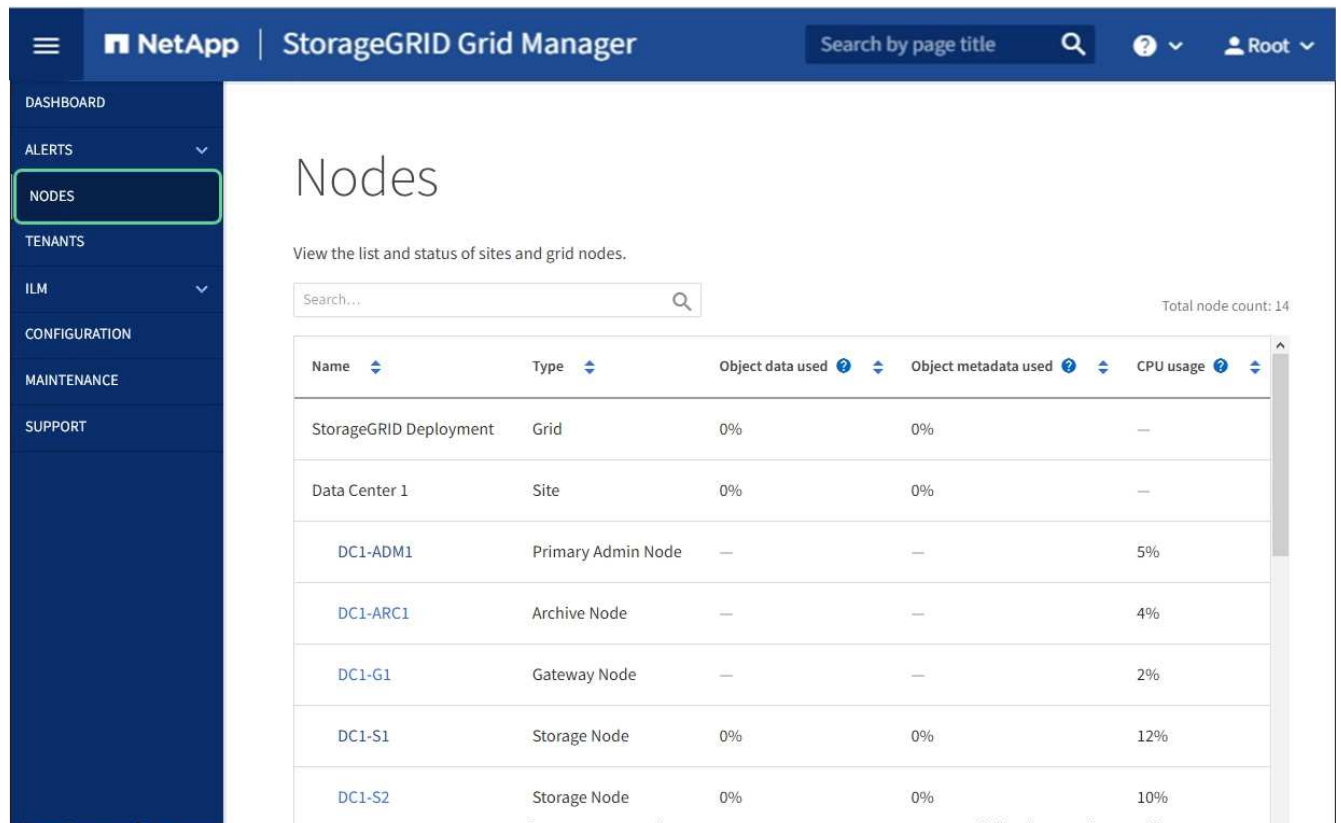 NetApp | StorageGRID Grid Manager Search by page title Root
DASHBOARD
ALERTS
NODES
TENANTS
ILM
CONFIGURATION
MAINTENANCE
SUPPORT
Nodes
View the list and status of sites and grid nodes.
Search...
Total node count: 14
Name Type Object data used Object metadata used CPU usage
StorageGRID Deployment Grid 0% 0% —
Data Center 1 Site 0% 0% —
DC1-ADM1 Primary Admin Node — — 5%
DC1-ARC1 Archive Node — — 4%
DC1-G1 Gateway Node — — 2%
DC1-S1 Storage Node 0% 0% 12%
DC1-S2 Storage Node 0% 0% 10%